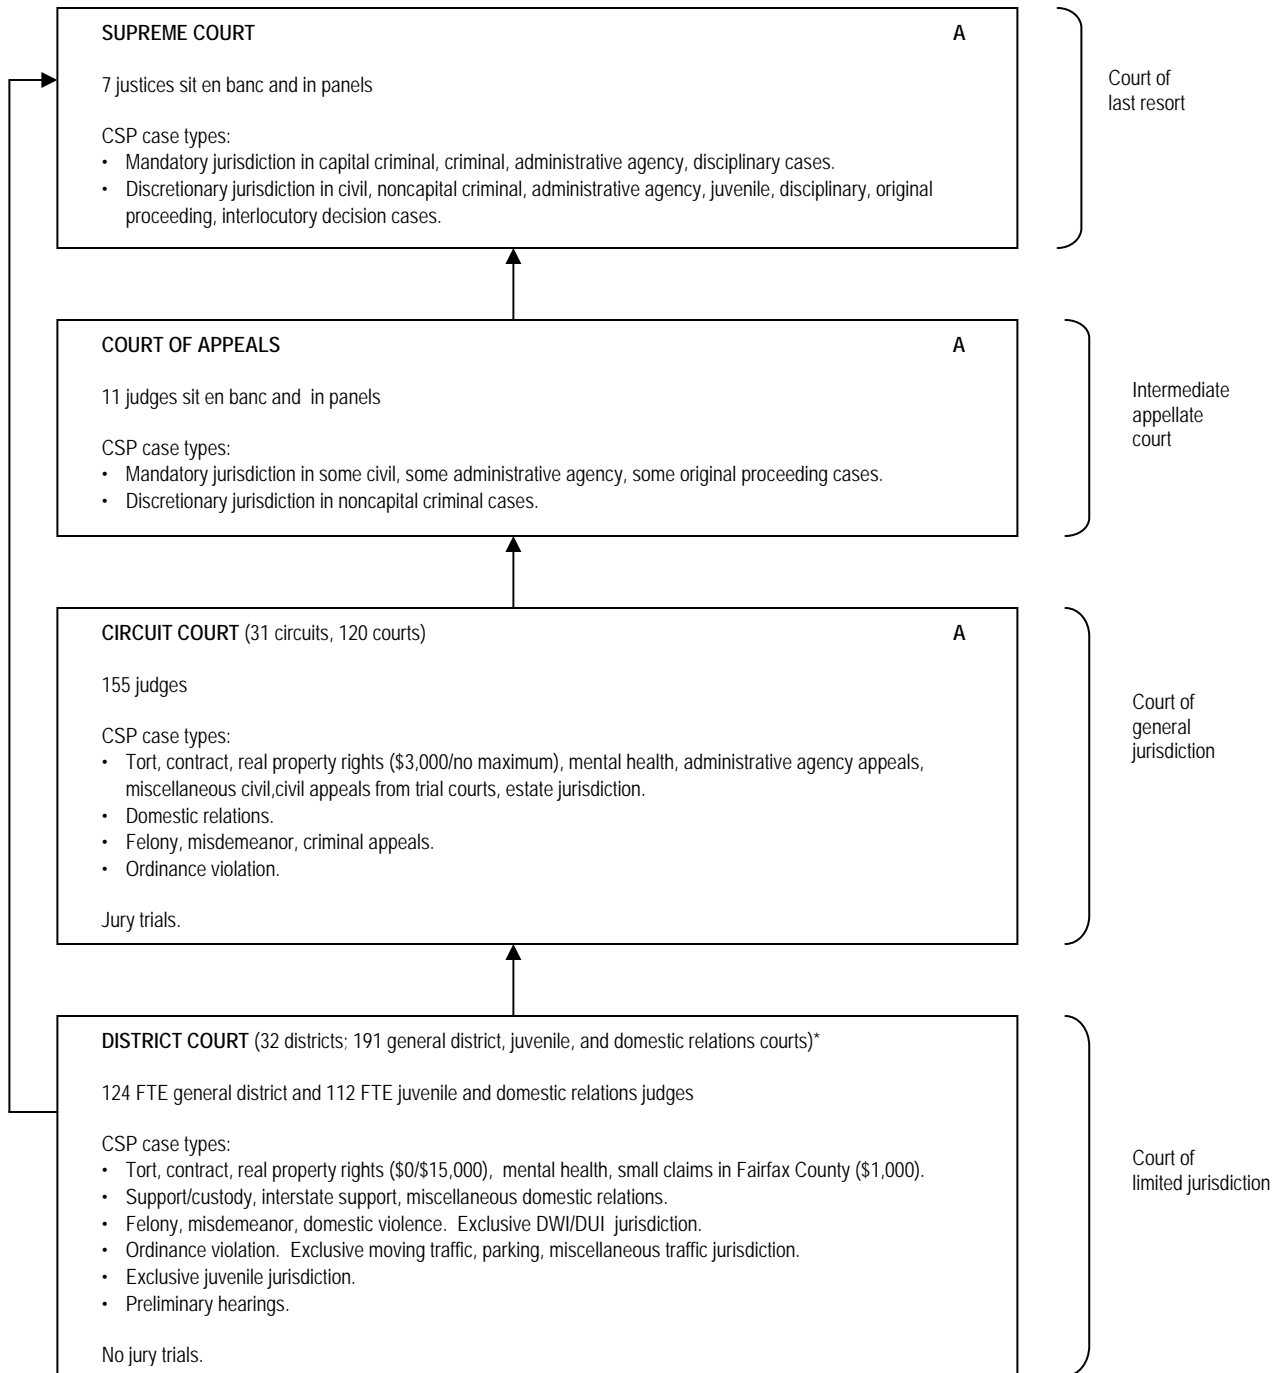 SUPREME COURT A
7 justices sit en banc and in panels
CSP case types:
• Mandatory jurisdiction in capital criminal, criminal, administrative agency, disciplinary cases.
• Discretionary jurisdiction in civil, noncapital criminal, administrative agency, juvenile, disciplinary, original
proceeding, interlocutory decision cases.
Court of
last resort
COURT OF APPEALS A
11 judges sit en banc and in panels
CSP case types:
• Mandatory jurisdiction in some civil, some administrative agency, some original proceeding cases.
• Discretionary jurisdiction in noncapital criminal cases.
Intermediate
appellate
court
CIRCUIT COURT (31 circuits, 120 courts) A
155 judges
CSP case types:
• Tort, contract, real property rights ($3,000/no maximum), mental health, administrative agency appeals,
miscellaneous civil,civil appeals from trial courts, estate jurisdiction.
• Domestic relations.
• Felony, misdemeanor, criminal appeals.
• Ordinance violation.
Jury trials.
Court of
general
jurisdiction
DISTRICT COURT (32 districts; 191 general district, juvenile, and domestic relations courts)*
124 FTE general district and 112 FTE juvenile and domestic relations judges
CSP case types:
• Tort, contract, real property rights ($0/$15,000), mental health, small claims in Fairfax County ($1,000).
• Support/custody, interstate support, miscellaneous domestic relations.
• Felony, misdemeanor, domestic violence. Exclusive DWI/DUI jurisdiction.
• Ordinance violation. Exclusive moving traffic, parking, miscellaneous traffic jurisdiction.
• Exclusive juvenile jurisdiction.
• Preliminary hearings.
No jury trials.
Court of
limited jurisdiction